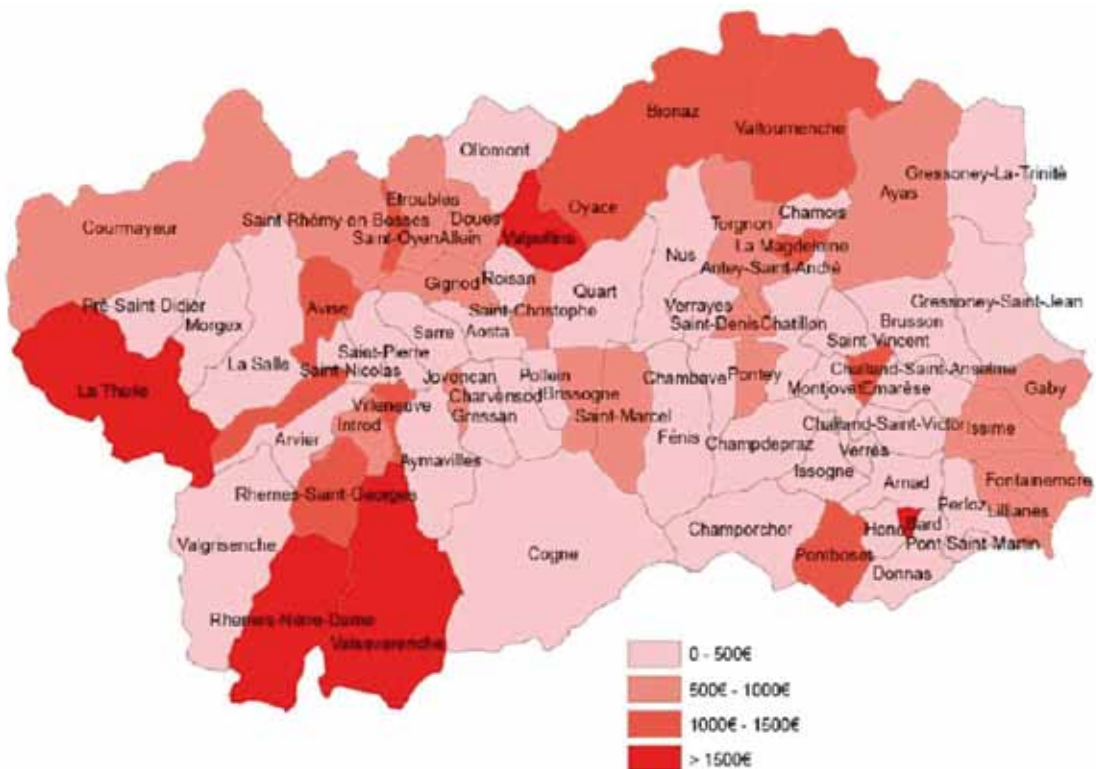 Bionaz
Valtournenche
Ollomont
Gressoney-La-Trinité
Ayas
Etroubles
Oyace
Chamois
Courmayeur
Saint-Rhémy en Bosses
Doues
Torgnon
Saint-Oyen
Allein
Valpelline
La Magdeleine
Nus
Antey-Saint-André
Roisan
Gignod
Quart
Pré-Saint Didier
Avise
Saint-Christophe
Verrayes
Gressoney-Saint-Jean
Morgex
Sarre
Aosta
Saint-Denis
Chatillon
Brusson
Saint-Vincent
Saint-Pierre
La Salle
Saint-Nicolas
Jovencan
Pollein
Chambave
Pontey
Challand-Saint-Anselme
La Thuile
Charvensod
Brissogne
Montjovet
Emarèse
Gaby
Villeneuve
Gressan
Saint-Marcel
Introd
Challand-Saint-Victor
Issime
Arvier
Fénis
Champdepraz
Verrès
Aymavilles
Issogne
Arnad
Fontainemore
Rhemes-Saint-Georges
Perloz
Lillianes
Valgrisenche
Cogne
Champorcher
Hone
Bard
Pont-Saint-Martin
Pontboset
Donnas
Rhemes-Nôtre-Dame
Valsavarenche
0 - 500€
500€ - 1000€
1000€ - 1500€
> 1500€